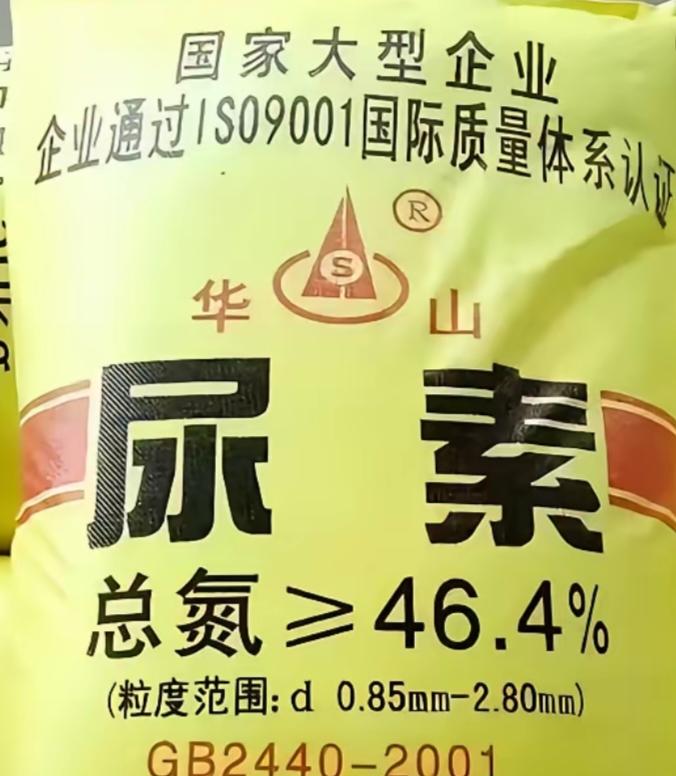 国家大型企业
企业通过ISO9001国际质量体系认证
®
S
华山
尿素
总氮≥46.4%
(粒度范围:d 0.85mm-2.80mm)
GB2440-2001